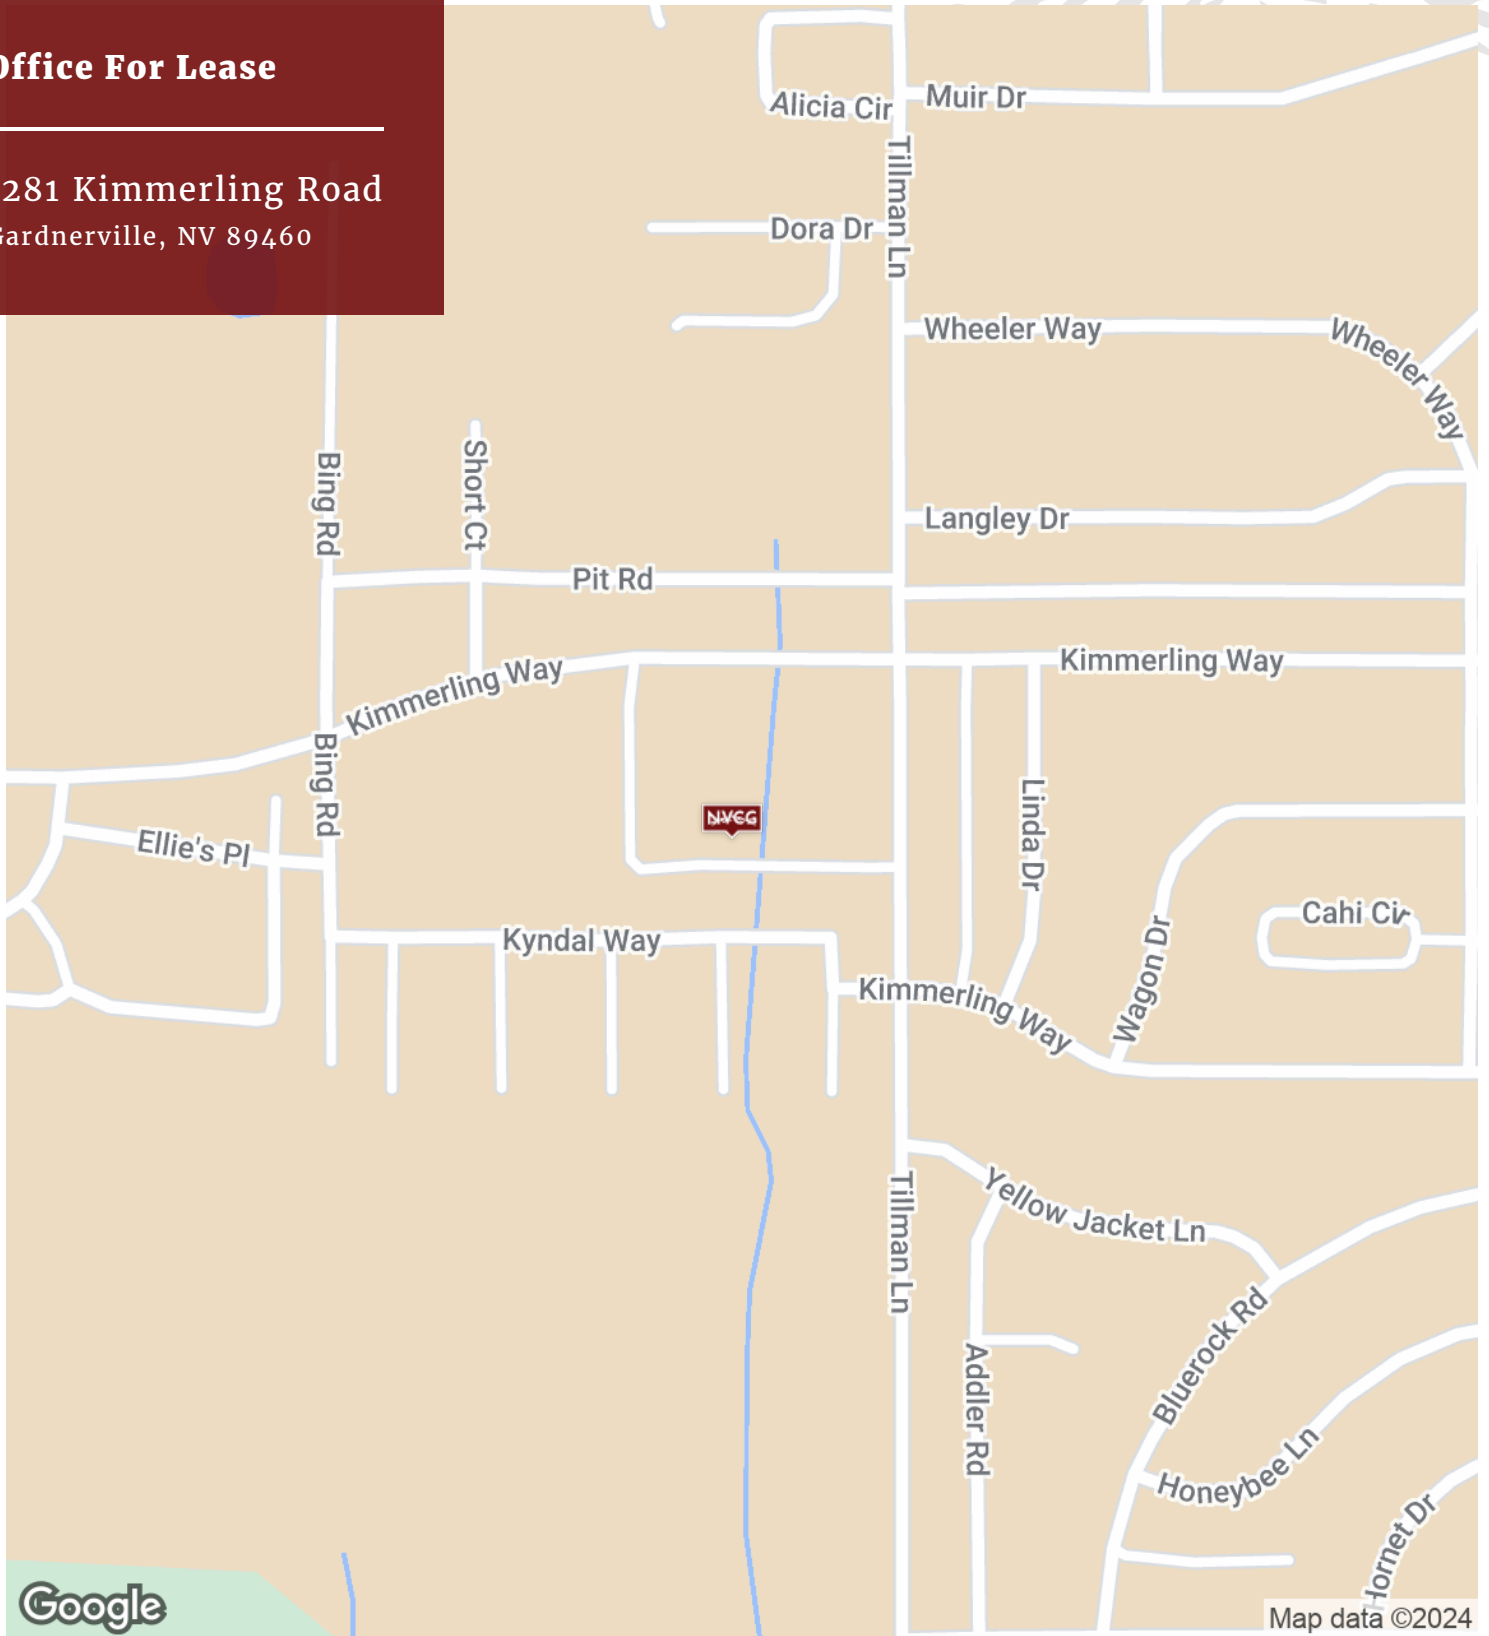 Office For Lease
1281 Kimmerling Road
Gardnerville, NV 89460
Alicia Cir
Muir Dr
Tillman Ln
Dora Dr
Wheeler Way
Wheeler Way
Bing Rd
Short Ct
Langley Dr
Pit Rd
Kimmerling Way
Kimmerling Way
Bing Rd
Ellie's Pl
NVCG
Linda Dr
Cahi Cir
Kyndal Way
Kimmerling Way
Wagon Dr
Tillman Ln
Yellow Jacket Ln
Addler Rd
Bluerock Rd
Honeybee Ln
Hornet Dr
Google
Map data ©2024